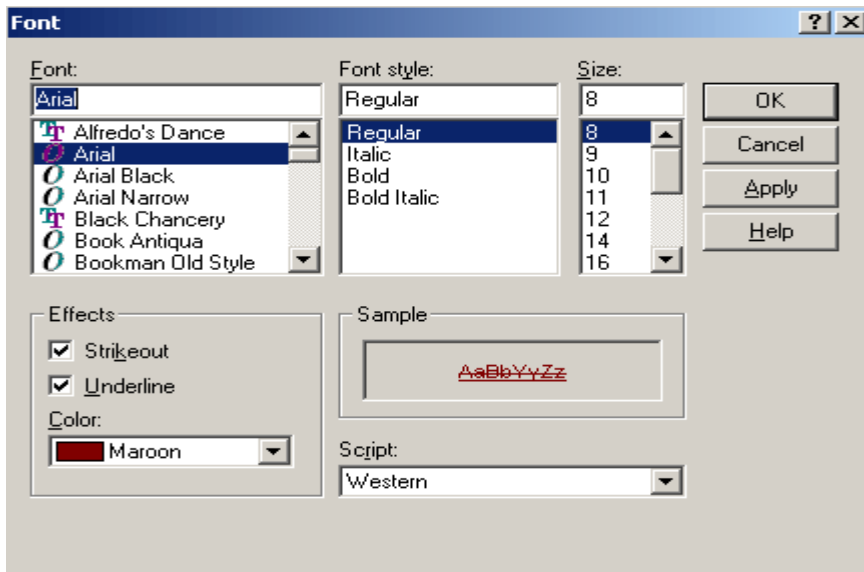 Font
Font:
Arial
Alfredo's Dance
Arial
Arial Black
Arial Narrow
Black Chancery
Book Antiqua
Bookman Old Style
Font style:
Regular
Regular
Italic
Bold
Bold Italic
Size:
8
8
9
10
11
12
14
16
OK
Cancel
Apply
Help
Effects
Strikeout
Underline
Color:
Maroon
Sample
AaBbYyZz
Script:
Western